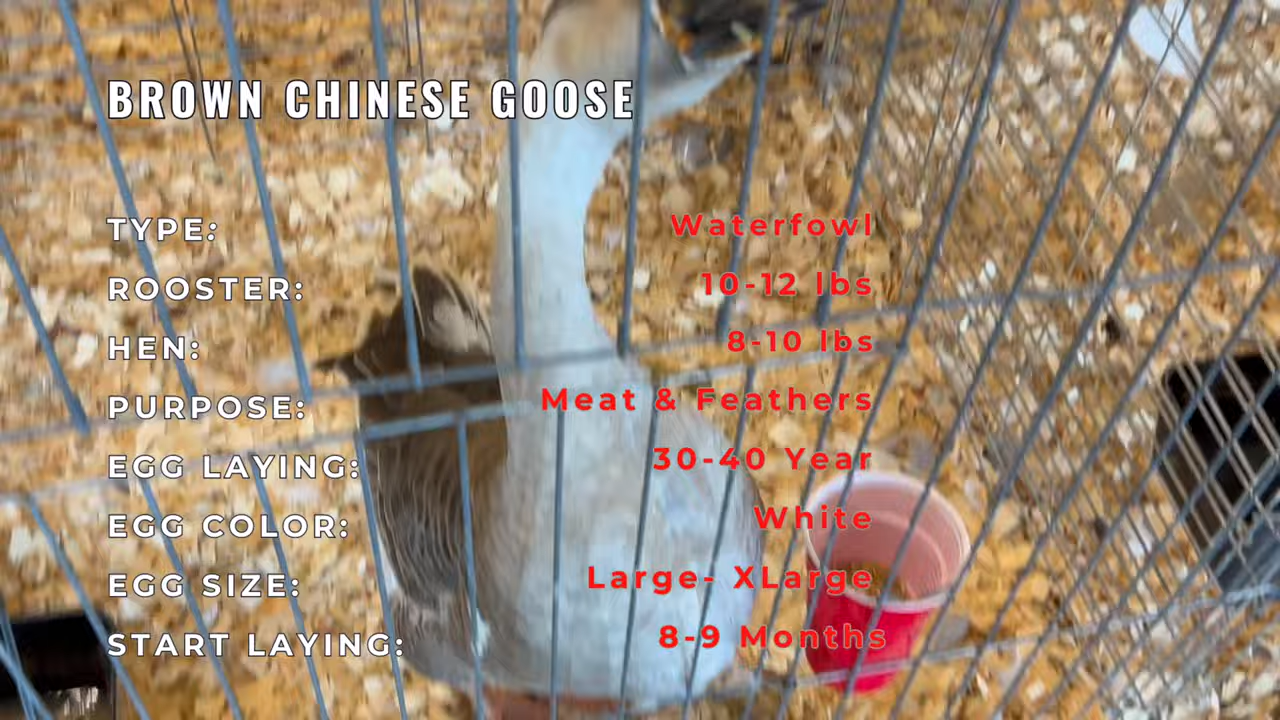 BROWN CHINESE GOOSE
TYPE: Waterfowl
ROOSTER: 10-12 lbs
HEN: 8-10 lbs
PURPOSE: Meat & Feathers
EGG LAYING: 30-40 Year
EGG COLOR: White
EGG SIZE: Large- XLarge
START LAYING: 8-9 Months